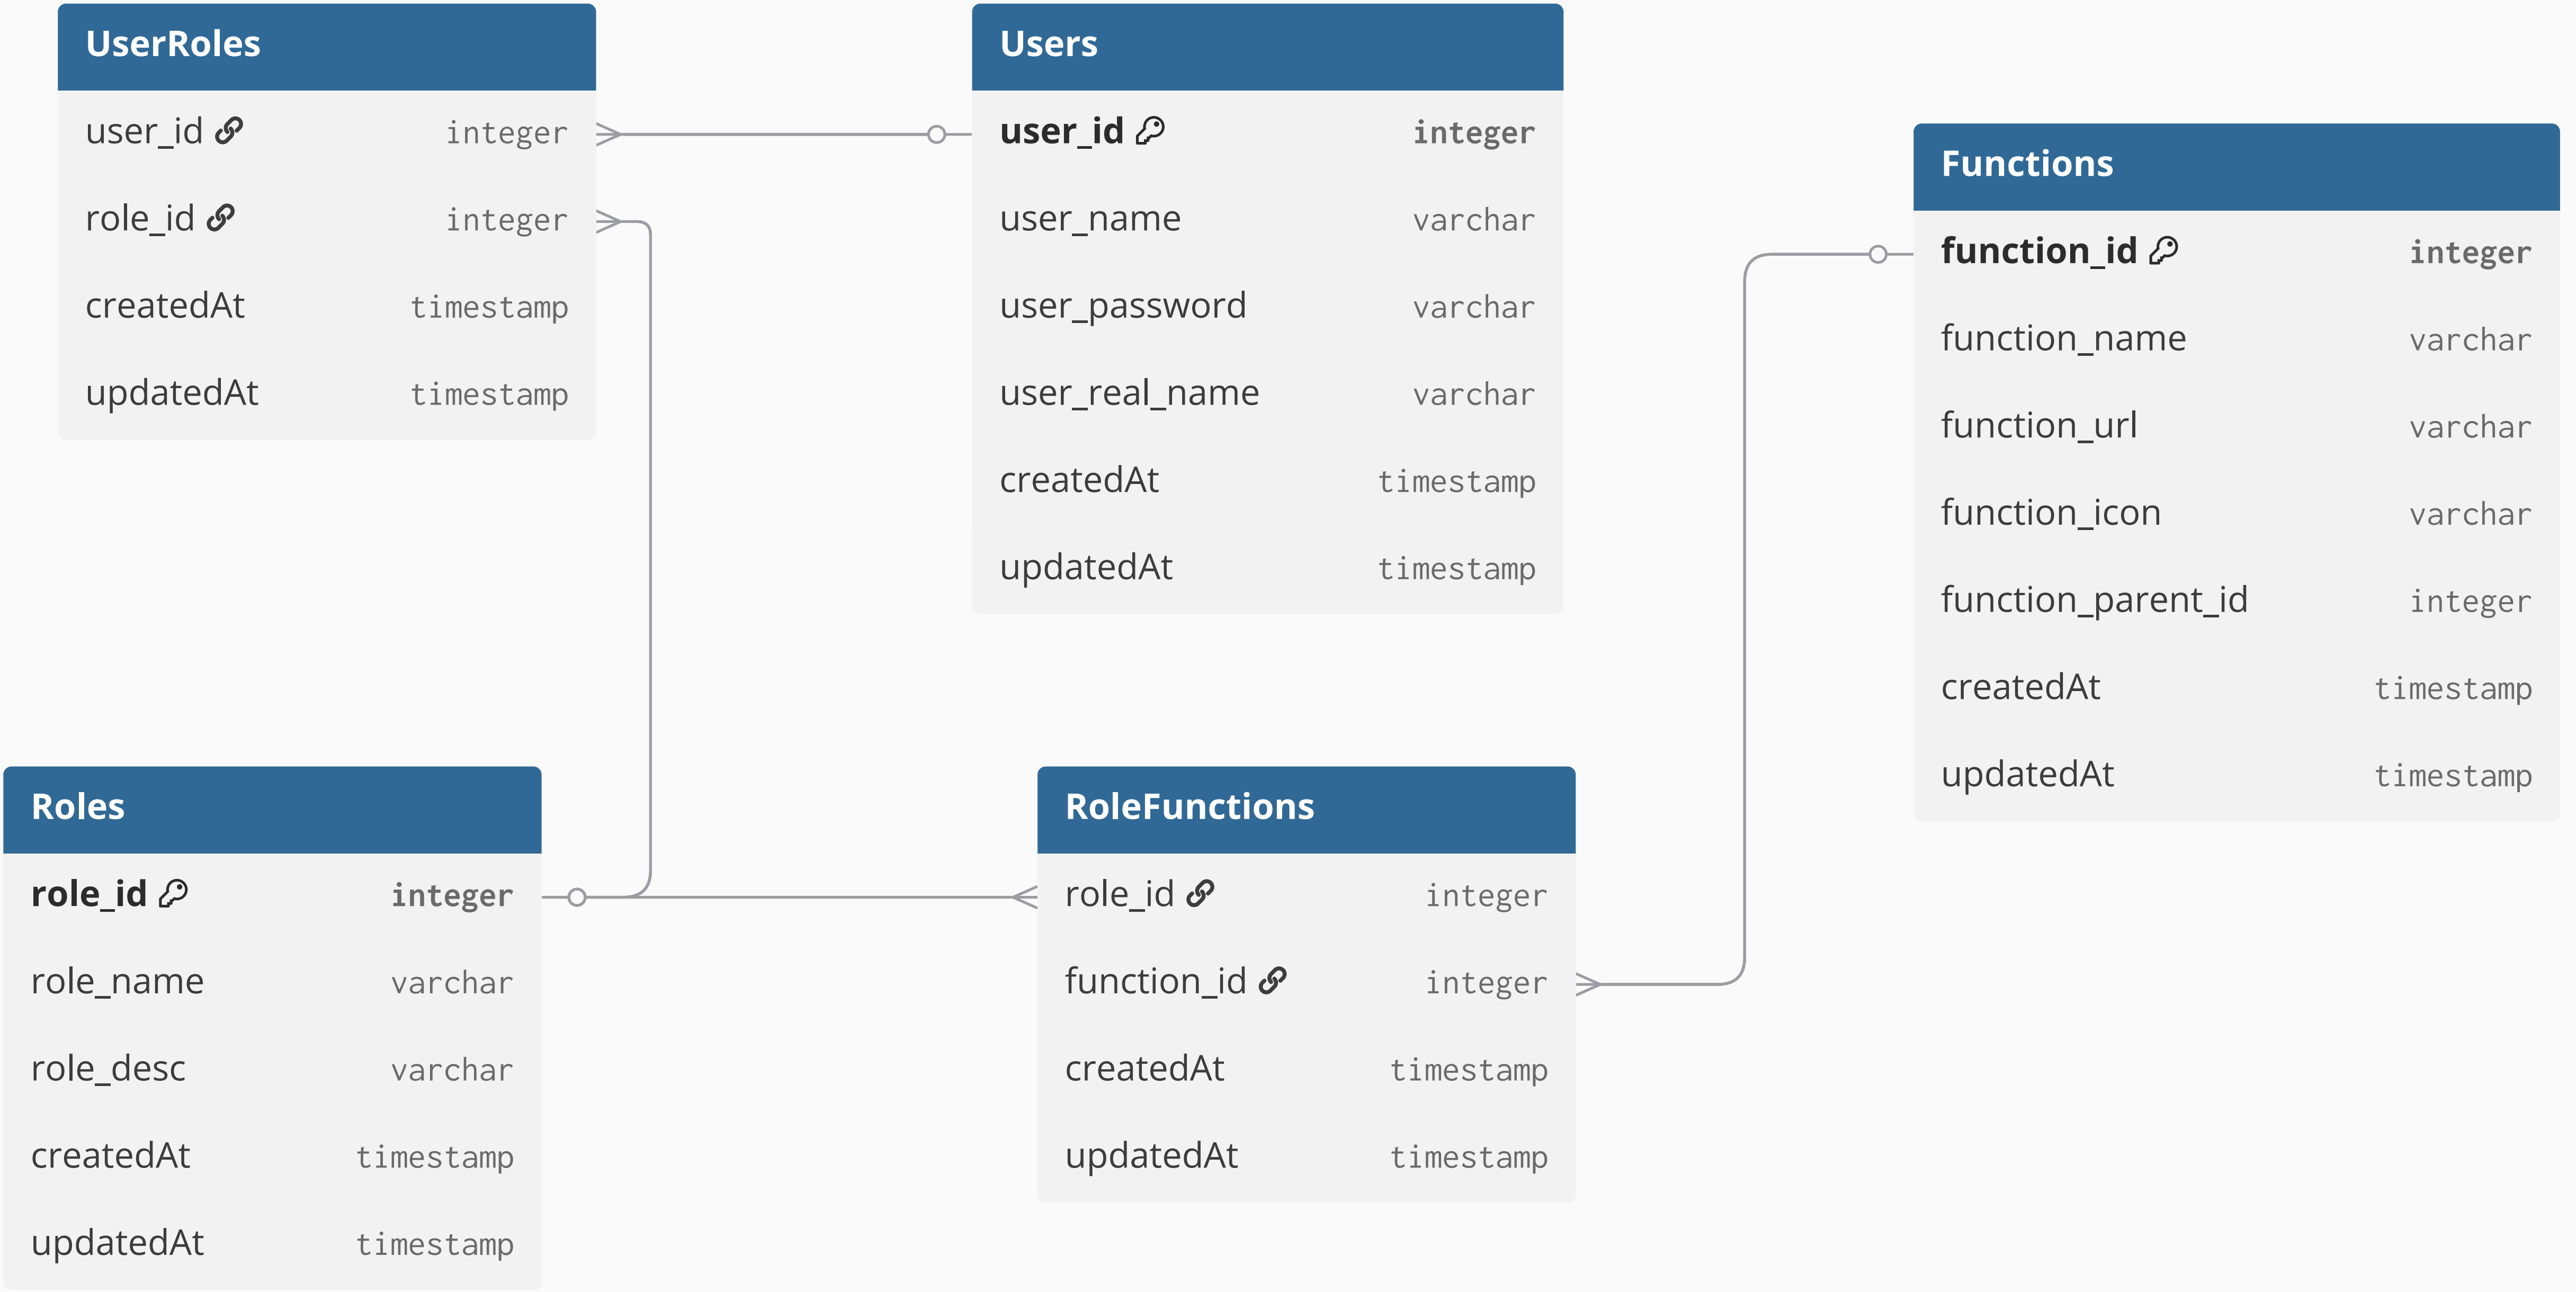 UserRoles
user_id integer
role_id integer
createdAt timestamp
updatedAt timestamp
Users
user_id integer
user_name varchar
user_password varchar
user_real_name varchar
createdAt timestamp
updatedAt timestamp
Functions
function_id integer
function_name varchar
function_url varchar
function_icon varchar
function_parent_id integer
createdAt timestamp
updatedAt timestamp
Roles
role_id integer
role_name varchar
role_desc varchar
createdAt timestamp
updatedAt timestamp
RoleFunctions
role_id integer
function_id integer
createdAt timestamp
updatedAt timestamp